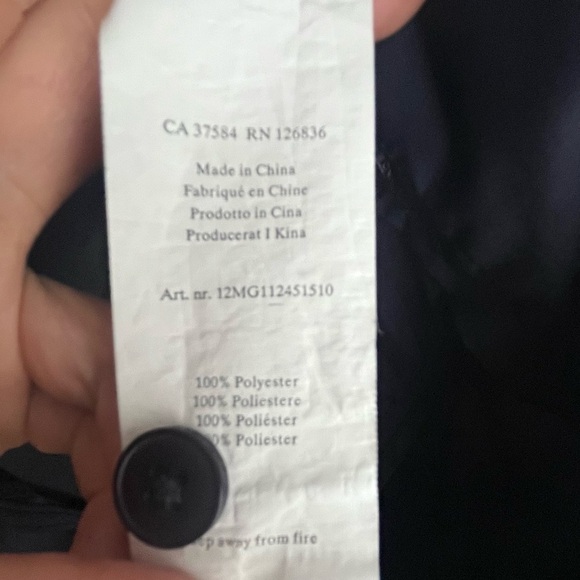 CA 37584 RN 126836
Made in China
Fabriqué en Chine
Prodotto in Cina
Producerat I Kina
Art. nr. 12MG112451510
100% Polyester
100% Poliestere
100% Poliéster
Poliester
away from fire